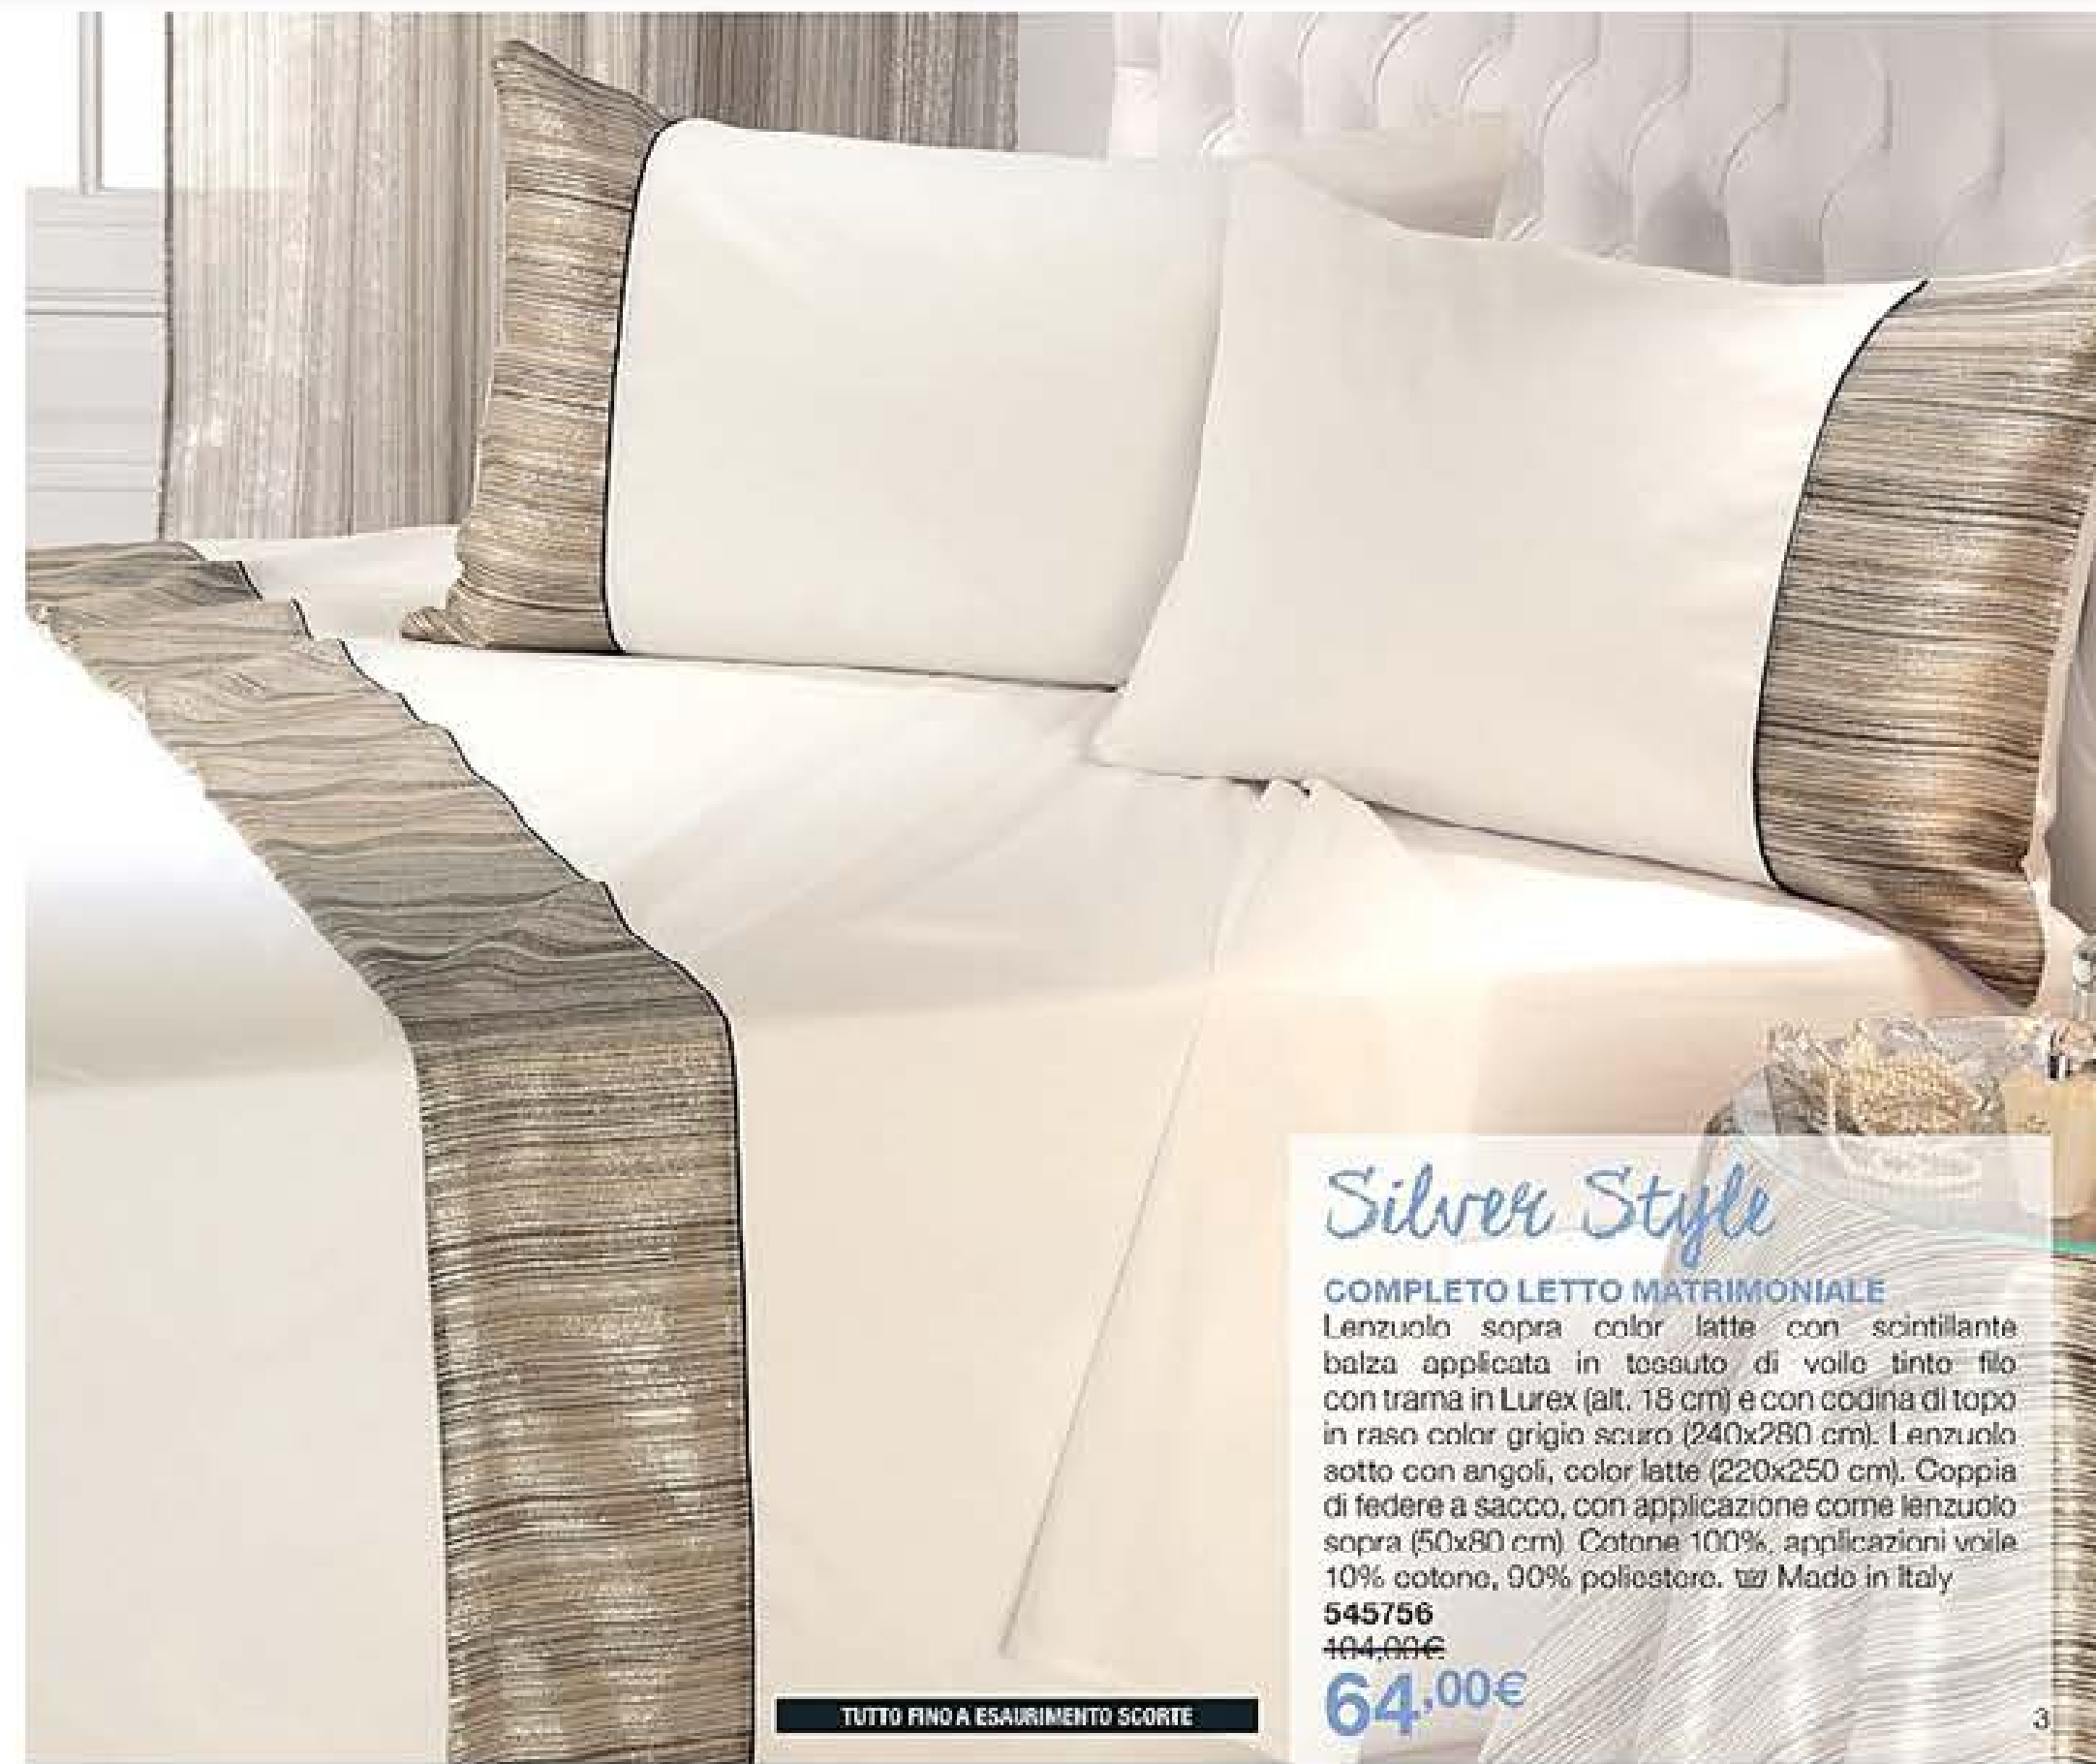 Silver Style
COMPLETO LETTO MATRIMONIALE
Lenzuolo sopra color latte con scintillante
balza applicata in tessuto di voile tinto filo
con trama in Lurex (alt. 18 cm) e con codina di topo
in raso color grigio scuro (240x280 cm). Lenzuolo
sotto con angoli, color latte (220x250 cm). Coppia
di federe a sacco, con applicazione come lenzuolo
sopra (50x80 cm). Cotone 100%, applicazioni voile
10% cotone, 90% poliestere. Made in Italy
545756
104,00€
64,00€
TUTTO FINO A ESAURIMENTO SCORTE
3